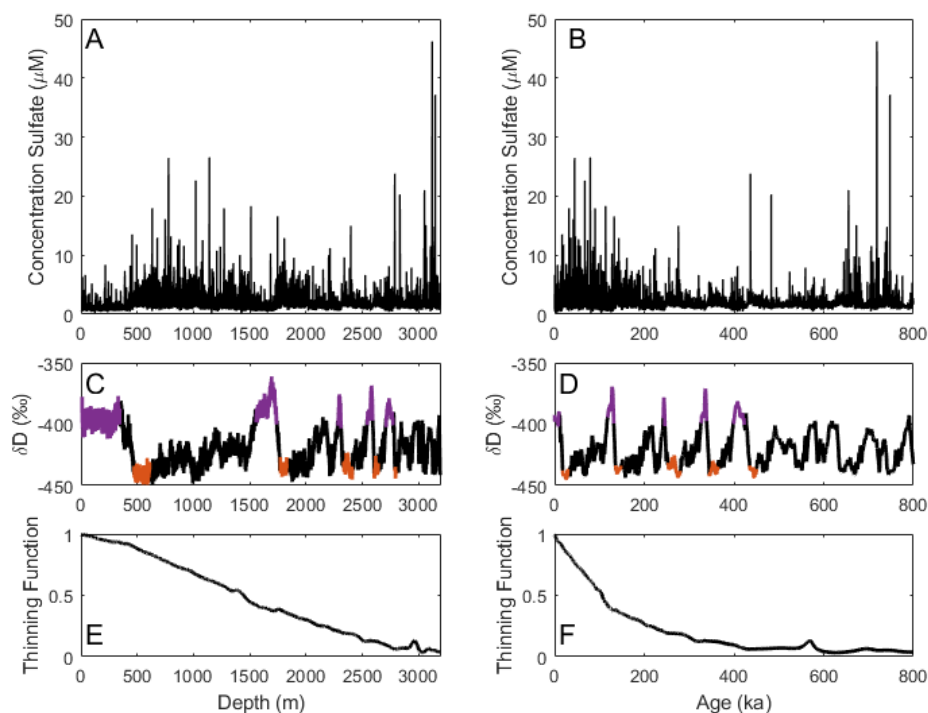 A
Concentration Sulfate (μM)
50
40
30
20
10
0
0 500 1000 1500 2000 2500 3000
B
Concentration Sulfate (μM)
50
40
30
20
10
0
0 200 400 600 800
C
δD (‰)
-350
-400
-450
0 500 1000 1500 2000 2500 3000
D
δD (‰)
-350
-400
-450
0 200 400 600 800
E
Thinning Function
1
0.5
0
0 500 1000 1500 2000 2500 3000
Depth (m)
F
Thinning Function
1
0.5
0
0 200 400 600 800
Age (ka)